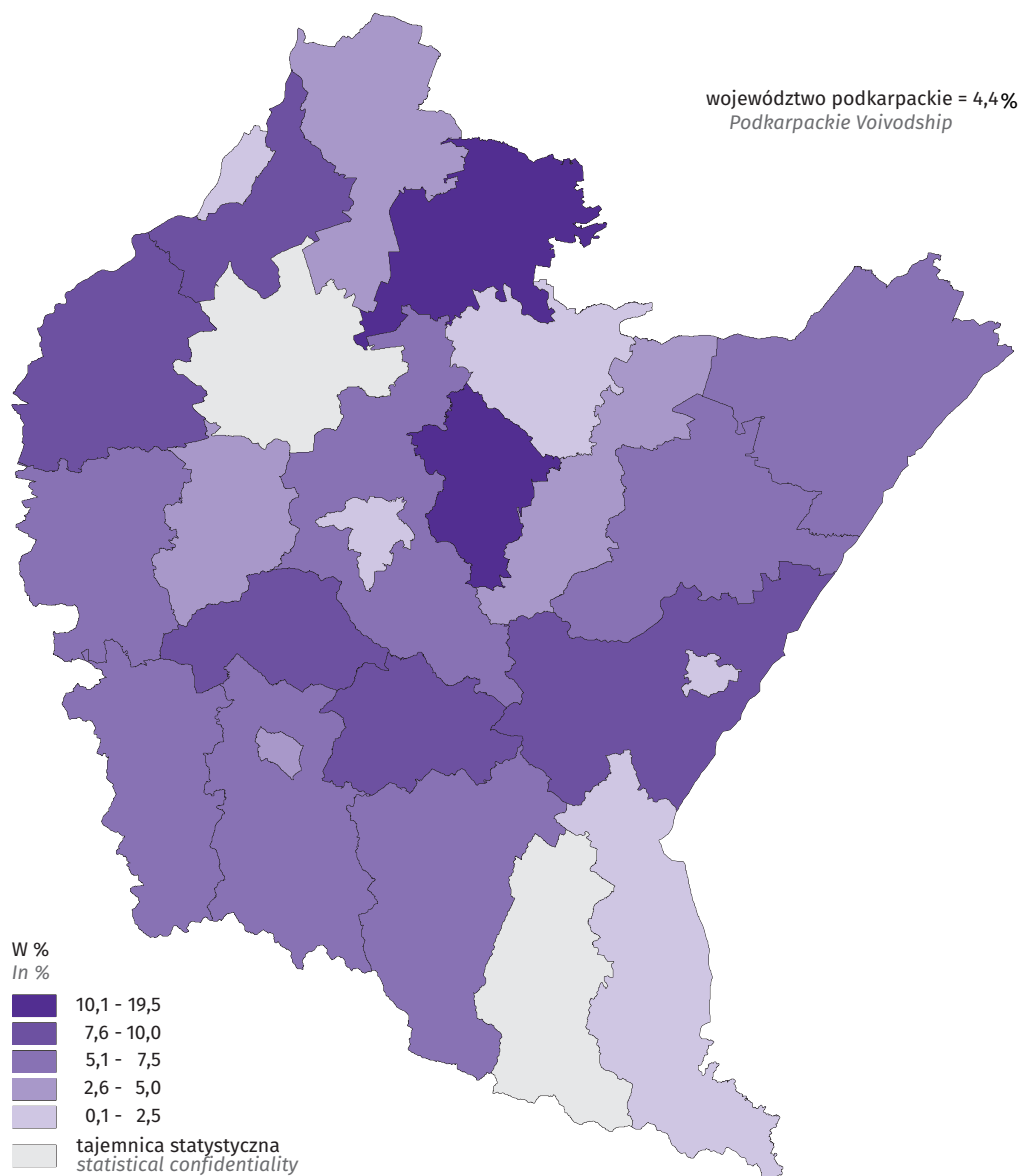 województwo podkarpackie = 4,4%
Podkarpackie Voivodship
W %
In %
10,1 - 19,5
7,6 - 10,0
5,1 - 7,5
2,6 - 5,0
0,1 - 2,5
tajemnica statystyczna
statistical confidentiality